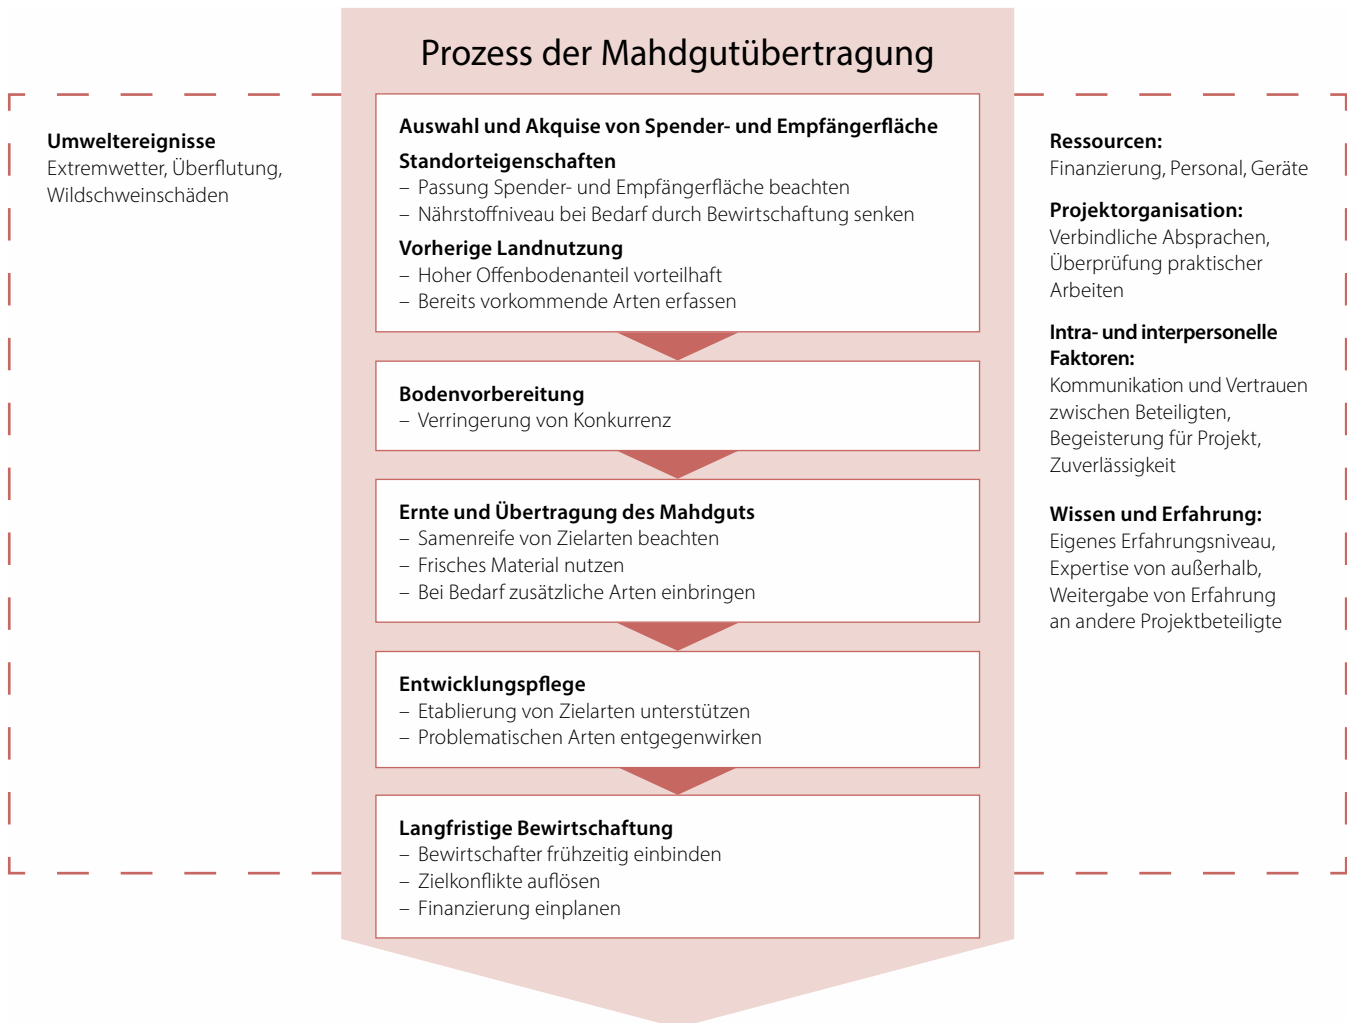 Prozess der Mahdgutübertragung
Umweltereignisse
Extremwetter, Überflutung,
Wildschweinschäden
Auswahl und Akquise von Spender- und Empfängerfläche
Standorteigenschaften
– Passung Spender- und Empfängerfläche beachten
– Nährstoffniveau bei Bedarf durch Bewirtschaftung senken
Vorherige Landnutzung
– Hoher Offenbodenanteil vorteilhaft
– Bereits vorkommende Arten erfassen
Bodenvorbereitung
– Verringerung von Konkurrenz
Ernte und Übertragung des Mahdguts
– Samenreife von Zielarten beachten
– Frisches Material nutzen
– Bei Bedarf zusätzliche Arten einbringen
Entwicklungspflege
– Etablierung von Zielarten unterstützen
– Problematischen Arten entgegenwirken
Langfristige Bewirtschaftung
– Bewirtschafter frühzeitig einbinden
– Zielkonflikte auflösen
– Finanzierung einplanen
Ressourcen:
Finanzierung, Personal, Geräte
Projektorganisation:
Verbindliche Absprachen,
Überprüfung praktischer
Arbeiten
Intra- und interpersonelle
Faktoren:
Kommunikation und Vertrauen
zwischen Beteiligten,
Begeisterung für Projekt,
Zuverlässigkeit
Wissen und Erfahrung:
Eigenes Erfahrungsniveau,
Expertise von außerhalb,
Weitergabe von Erfahrung
an andere Projektbeteiligte